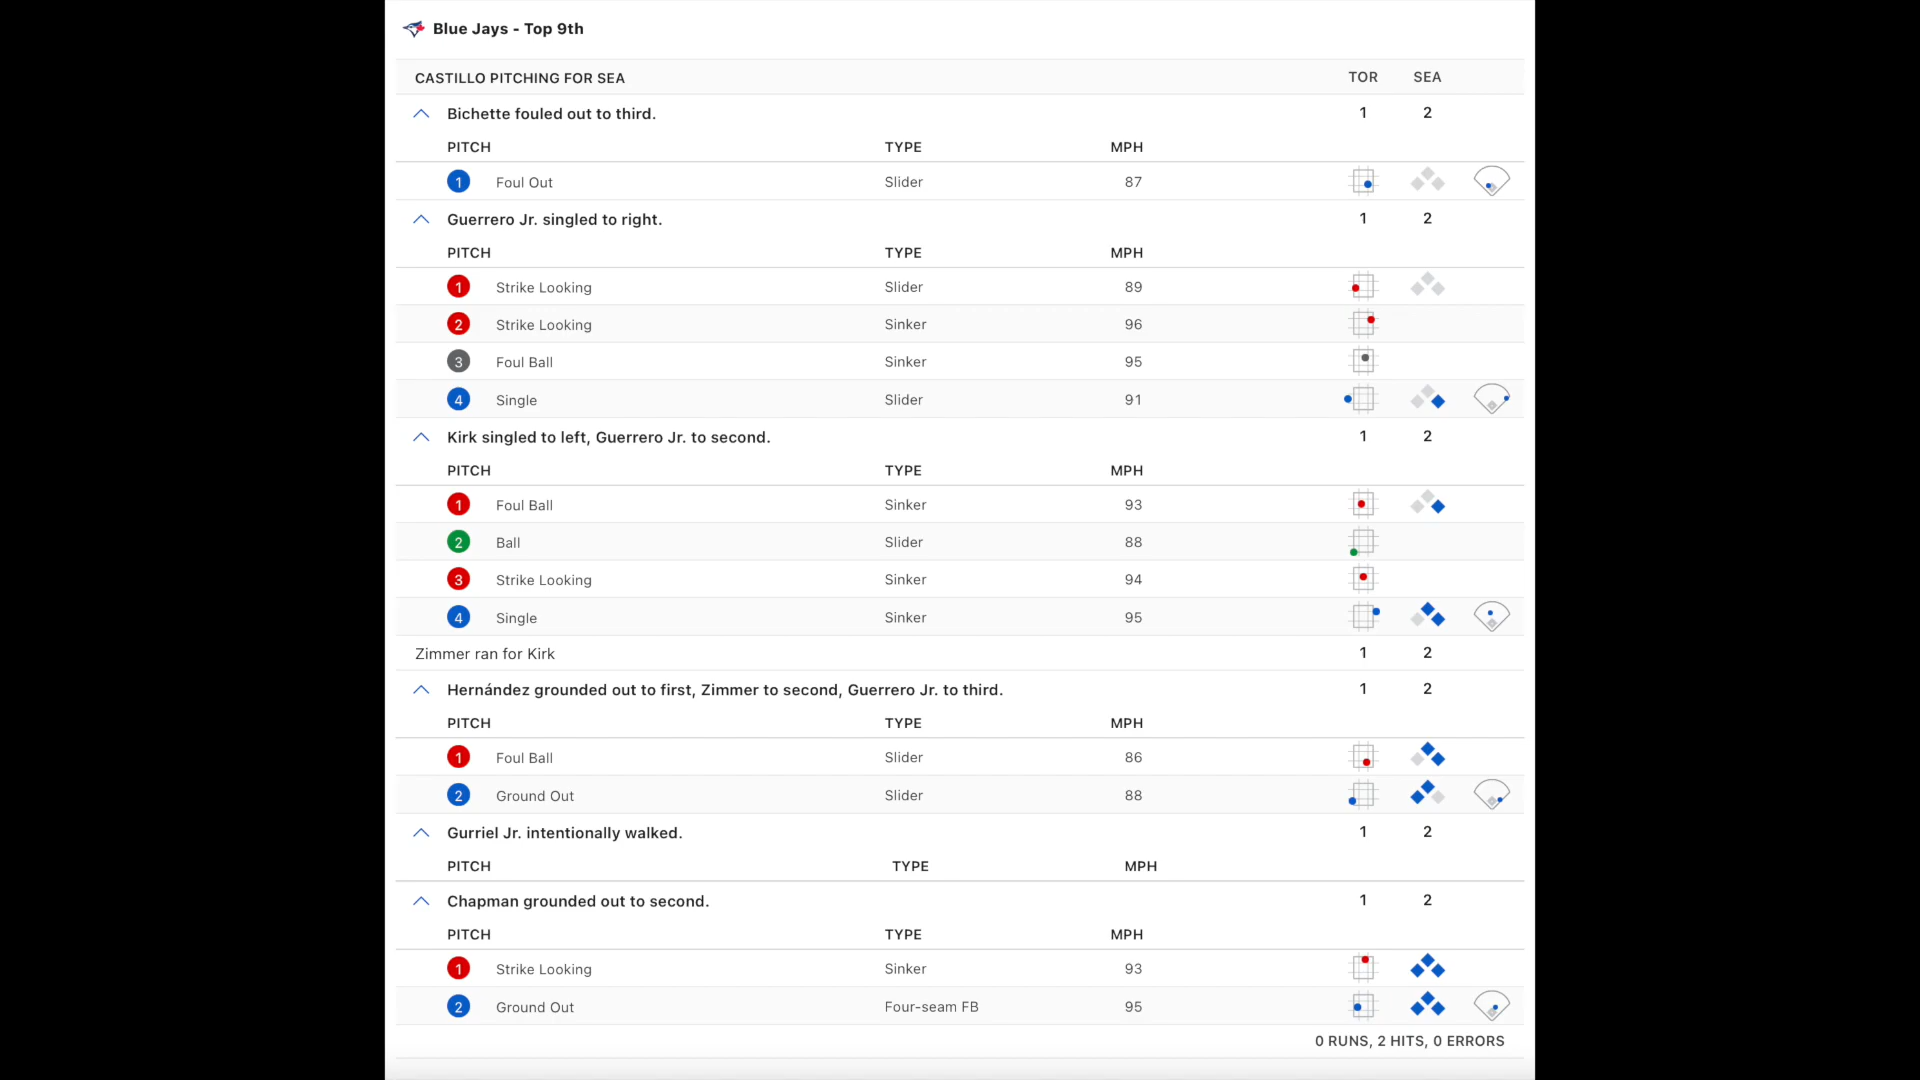 Blue Jays - Top 9th
CASTILLO PITCHING FOR SEA TOR SEA
Bichette fouled out to third. 1 2
PITCH TYPE MPH
1 Foul Out Slider 87
Guerrero Jr. singled to right. 1 2
PITCH TYPE MPH
1 Strike Looking Slider 89
2 Strike Looking Sinker 96
3 Foul Ball Sinker 95
4 Single Slider 91
Kirk singled to left, Guerrero Jr. to second. 1 2
PITCH TYPE MPH
1 Foul Ball Sinker 93
2 Ball Slider 88
3 Strike Looking Sinker 94
4 Single Sinker 95
Zimmer ran for Kirk 1 2
Hernández grounded out to first, Zimmer to second, Guerrero Jr. to third. 1 2
PITCH TYPE MPH
1 Foul Ball Slider 86
2 Ground Out Slider 88
Gurriel Jr. intentionally walked. 1 2
PITCH TYPE MPH
Chapman grounded out to second. 1 2
PITCH TYPE MPH
1 Strike Looking Sinker 93
2 Ground Out Four-seam FB 95
0 RUNS, 2 HITS, 0 ERRORS